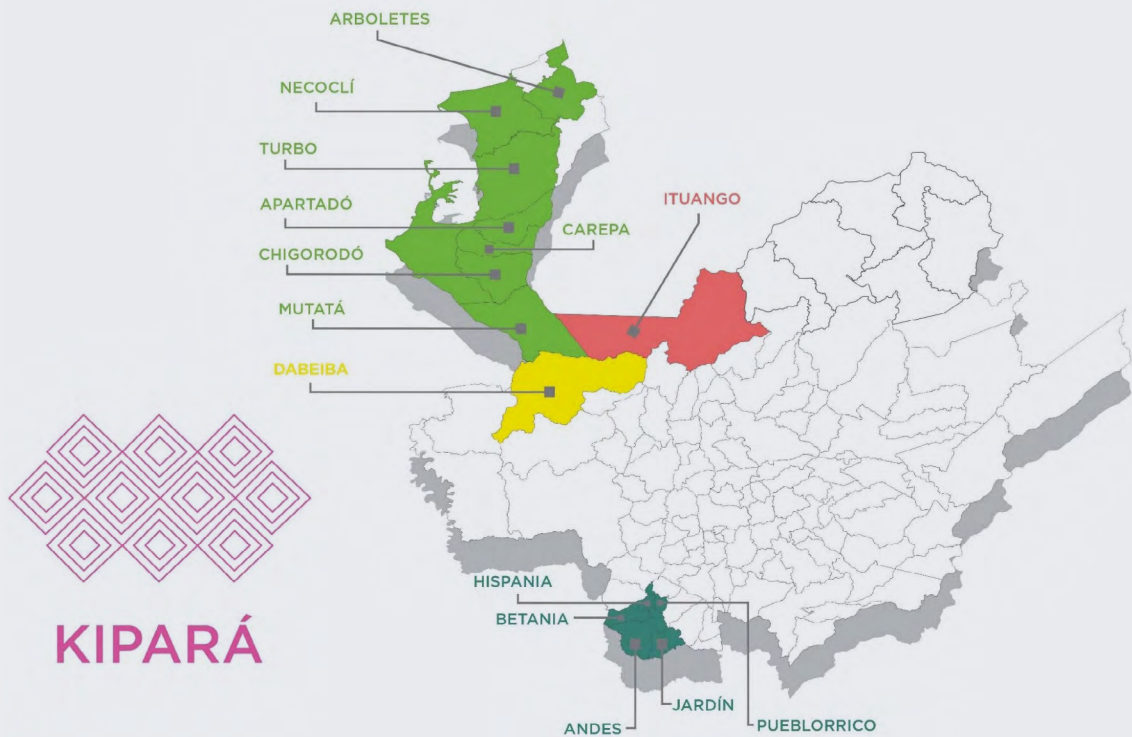 ARBOLETES
NECOCLÍ
TURBO
ITUANGO
APARTADÓ
CAREPA
CHIGORODÓ
MUTATÁ
DABEIBA
KIPARÁ
HISPANIA
BETANIA
JARDÍN
ANDES
PUEBLORRICO